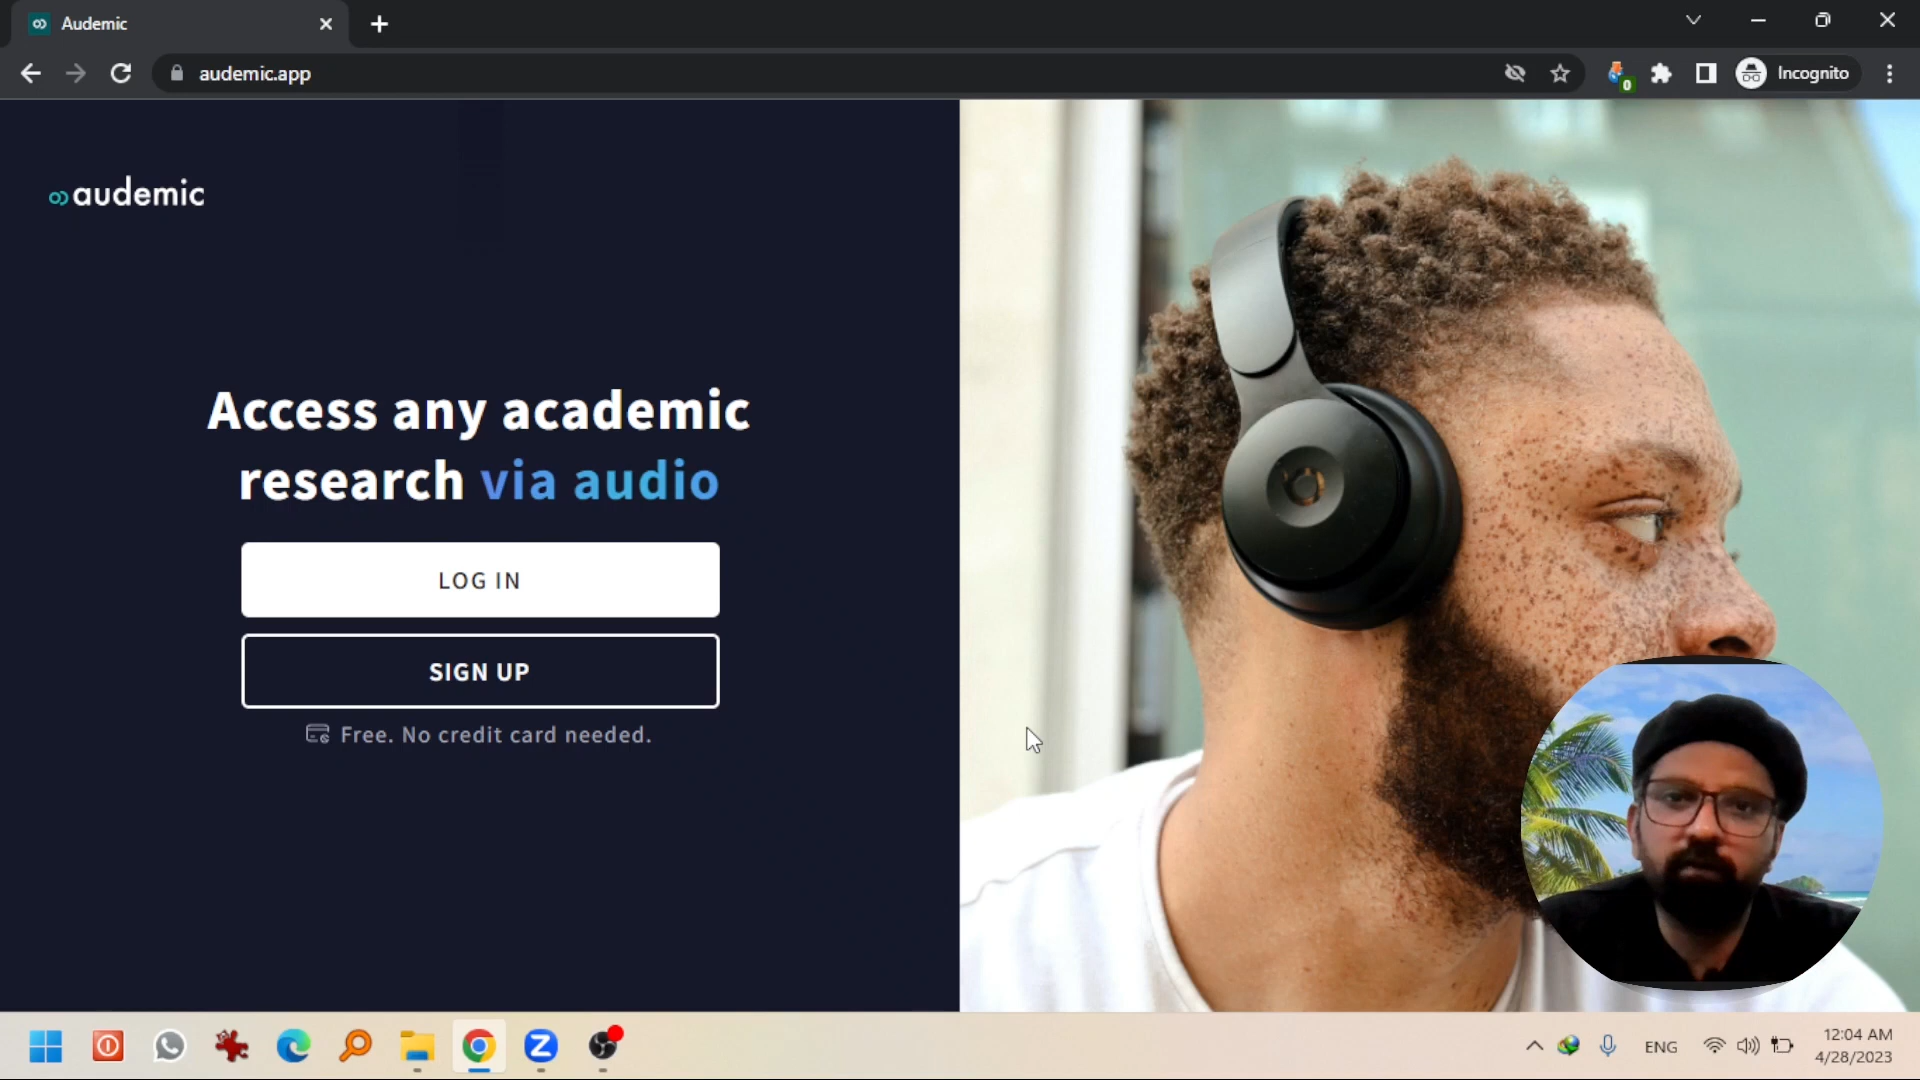 Audemic
audemic.app
Incognito
0
audemic
Access any academic
research via audio
LOG IN
SIGN UP
Free. No credit card needed.
ENG
12:04 AM
4/28/2023